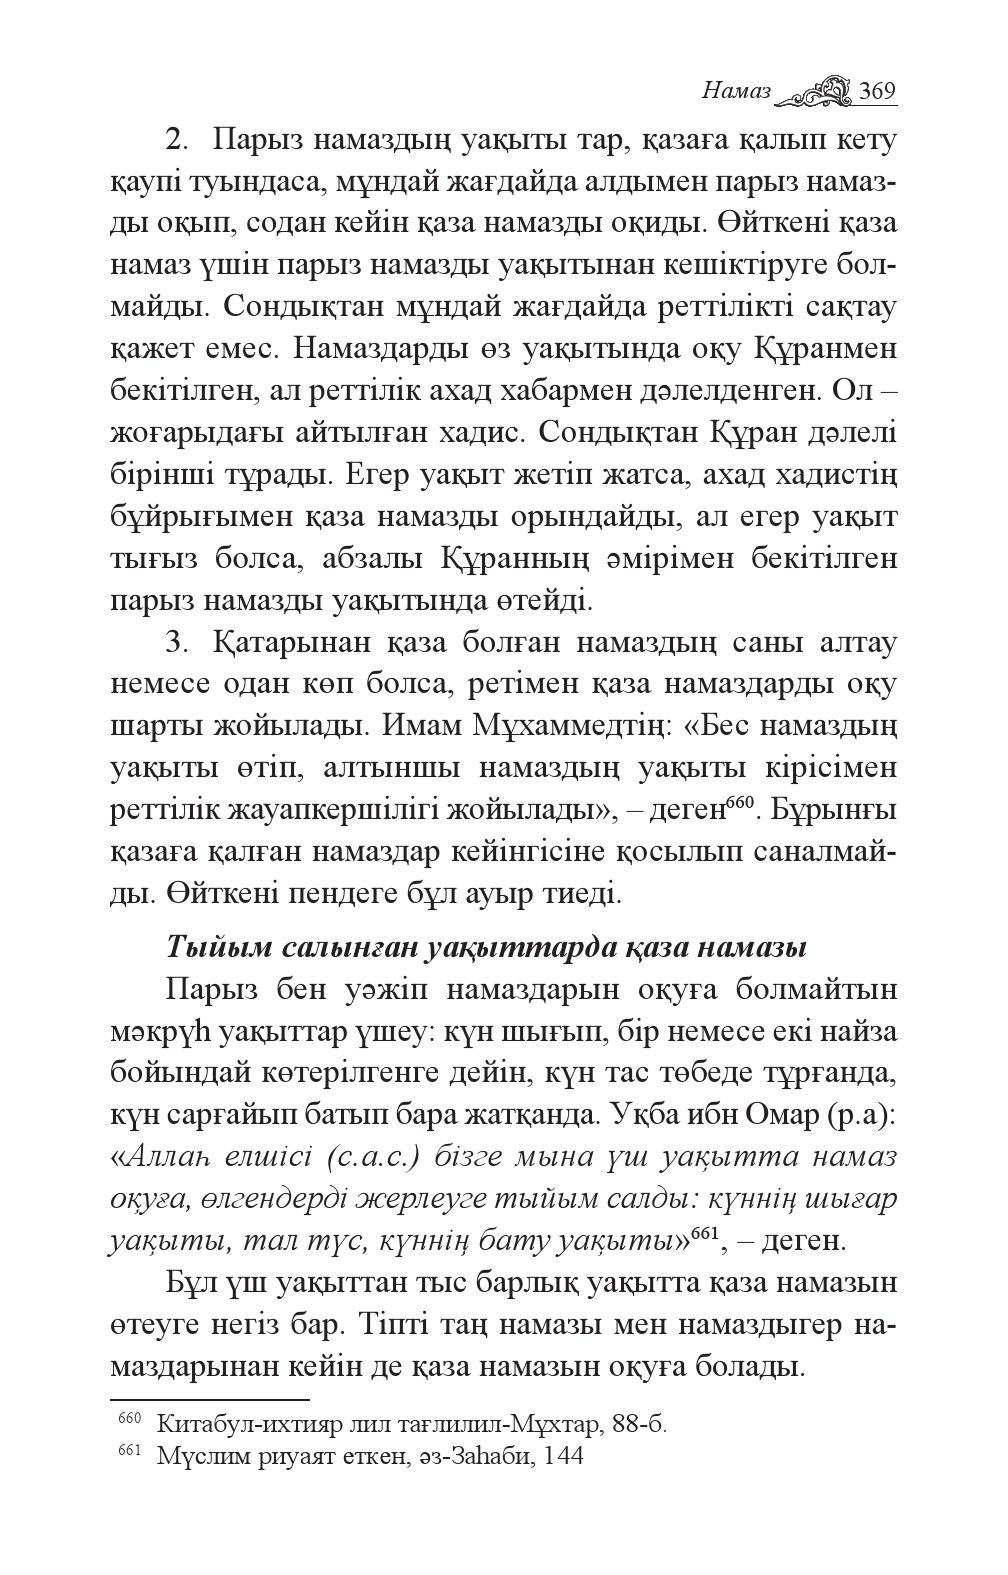 Намаз 369
2. Парыз намаздың уақыты тар, қазаға қалып кету
қаупі туындаса, мұндай жағдайда алдымен парыз намаз-
ды оқып, содан кейін қаза намазды оқиды. Өйткені қаза
намаз үшін парыз намазды уақытынан кешіктіруге бол-
майды. Сондықтан мұндай жағдайда реттілікті сақтау
қажет емес. Намаздарды өз уақытында оқу Құранмен
бекітілген, ал реттілік ахад хабармен дәлелденген. Ол –
жоғарыдағы айтылған хадис. Сондықтан Құран дәлелі
бірінші тұрады. Егер уақыт жетіп жатса, ахад хадистің
бұйрығымен қаза намазды орындайды, ал егер уақыт
тығыз болса, абзалы Құранның әмірімен бекітілген
парыз намазды уақытында өтейді.
3. Қатарынан қаза болған намаздың саны алтау
немесе одан көп болса, ретімен қаза намаздарды оқу
шарты жойылады. Имам Мұхаммедтің: «Бес намаздың
уақыты өтіп, алтыншы намаздың уақыты кірісімен
реттілік жауапкершілігі жойылады», – деген⁶⁶⁰. Бұрынғы
қазаға қалған намаздар кейінгісіне қосылып саналмай-
ды. Өйткені пендеге бұл ауыр тиеді.
Тыйым салынған уақыттарда қаза намазы
Парыз бен уәжіп намаздарын оқуға болмайтын
мәкрүһ уақыттар үшеу: күн шығып, бір немесе екі найза
бойындай көтерілгенге дейін, күн тас төбеде тұрғанда,
күн сарғайып батып бара жатқанда. Уқба ибн Омар (р.а):
«Аллаһ елшісі (с.а.с.) бізге мына үш уақытта намаз
оқуға, өлгендерді жерлеуге тыйым салды: күннің шығар
уақыты, тал түс, күннің бату уақыты»⁶⁶¹, – деген.
Бұл үш уақыттан тыс барлық уақытта қаза намазын
өтеуге негіз бар. Тіпті таң намазы мен намаздыгер на-
маздарынан кейін де қаза намазын оқуға болады.
660 Китабул-ихтияр лил тағлилил-Мұхтар, 88-б.
661 Мүслим риуаят еткен, әз-Заһаби, 144